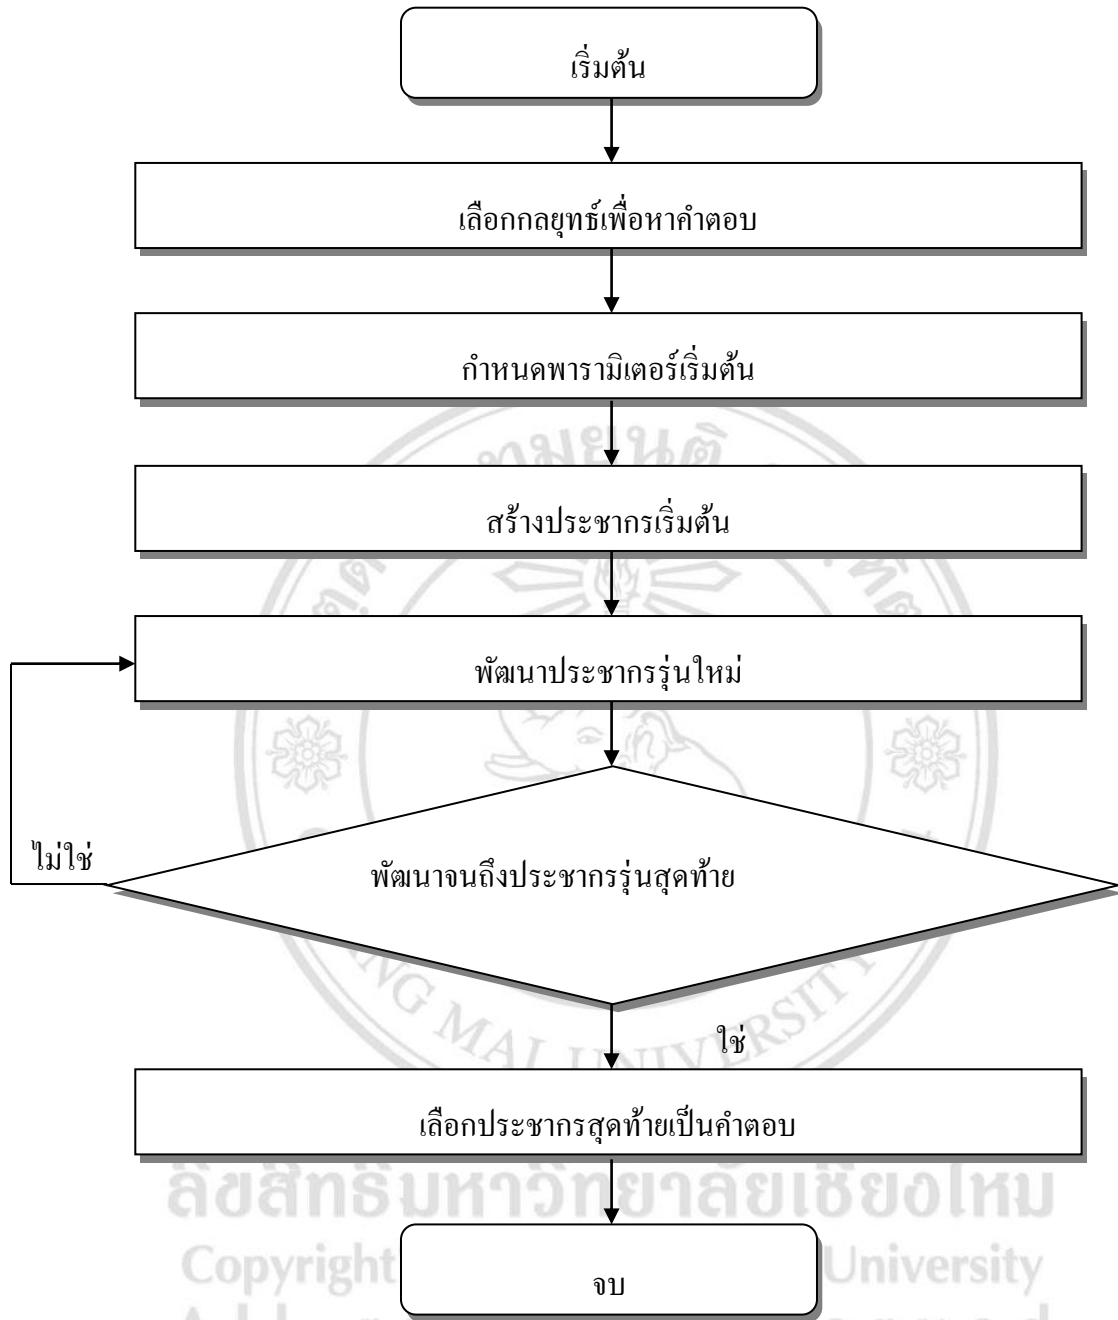 เริ่มต้น
เลือกกลยุทธ์เพื่อหาคำตอบ
กำหนดพารามิเตอร์เริ่มต้น
สร้างประชากรเริ่มต้น
พัฒนาประชากรรุ่นใหม่
ไม่ใช่
พัฒนาจนถึงประชากรรุ่นสุดท้าย
ใช่
เลือกประชากรสุดท้ายเป็นคำตอบ
ลิขสิทธิ์มหาวิทยาลัยเชียงใหม่
Copyright University
จบ